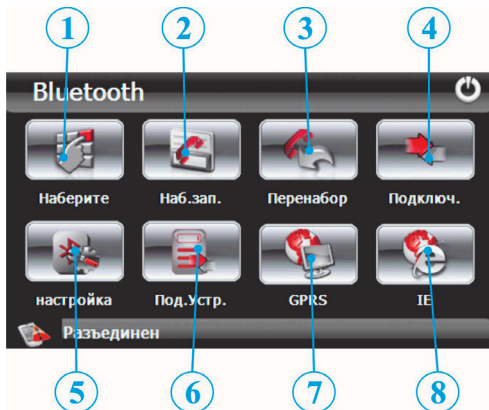 1 2 3 4
Bluetooth
Наберите Наб.зап. Перенабор Подключ.
настройка Под.Устр. GPRS IE
Разъединен
5 6 7 8